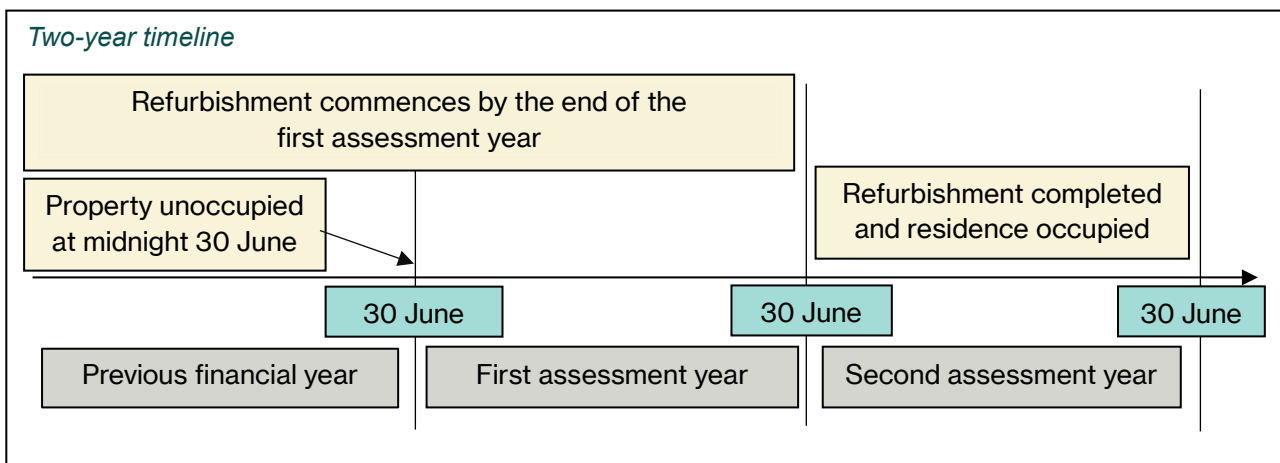 Two-year timeline
Refurbishment commences by the end of the
first assessment year
Property unoccupied
at midnight 30 June
Refurbishment completed
and residence occupied
30 June
30 June
30 June
Previous financial year
First assessment year
Second assessment year